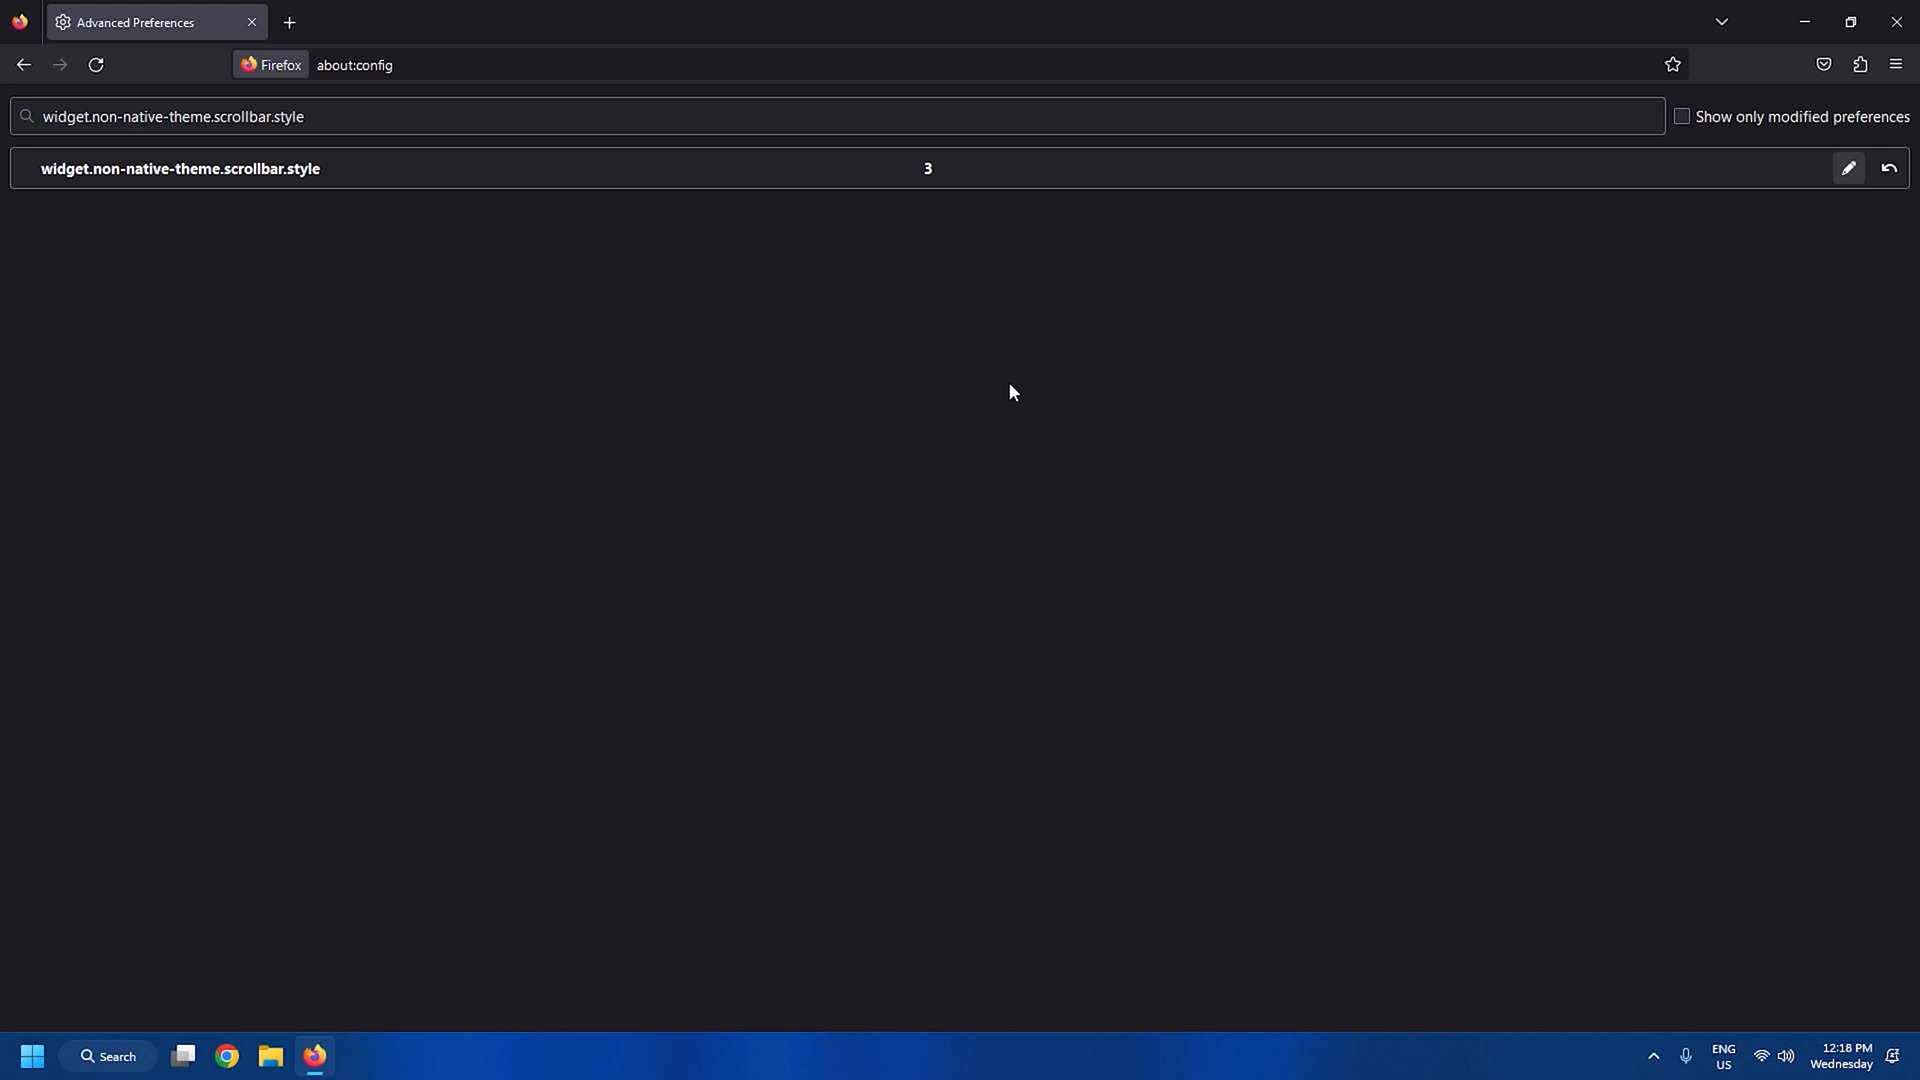 Advanced Preferences
Firefox about:config
widget.non-native-theme.scrollbar.style
Show only modified preferences
widget.non-native-theme.scrollbar.style 3
Search
ENG
US
12:18 PM
Wednesday